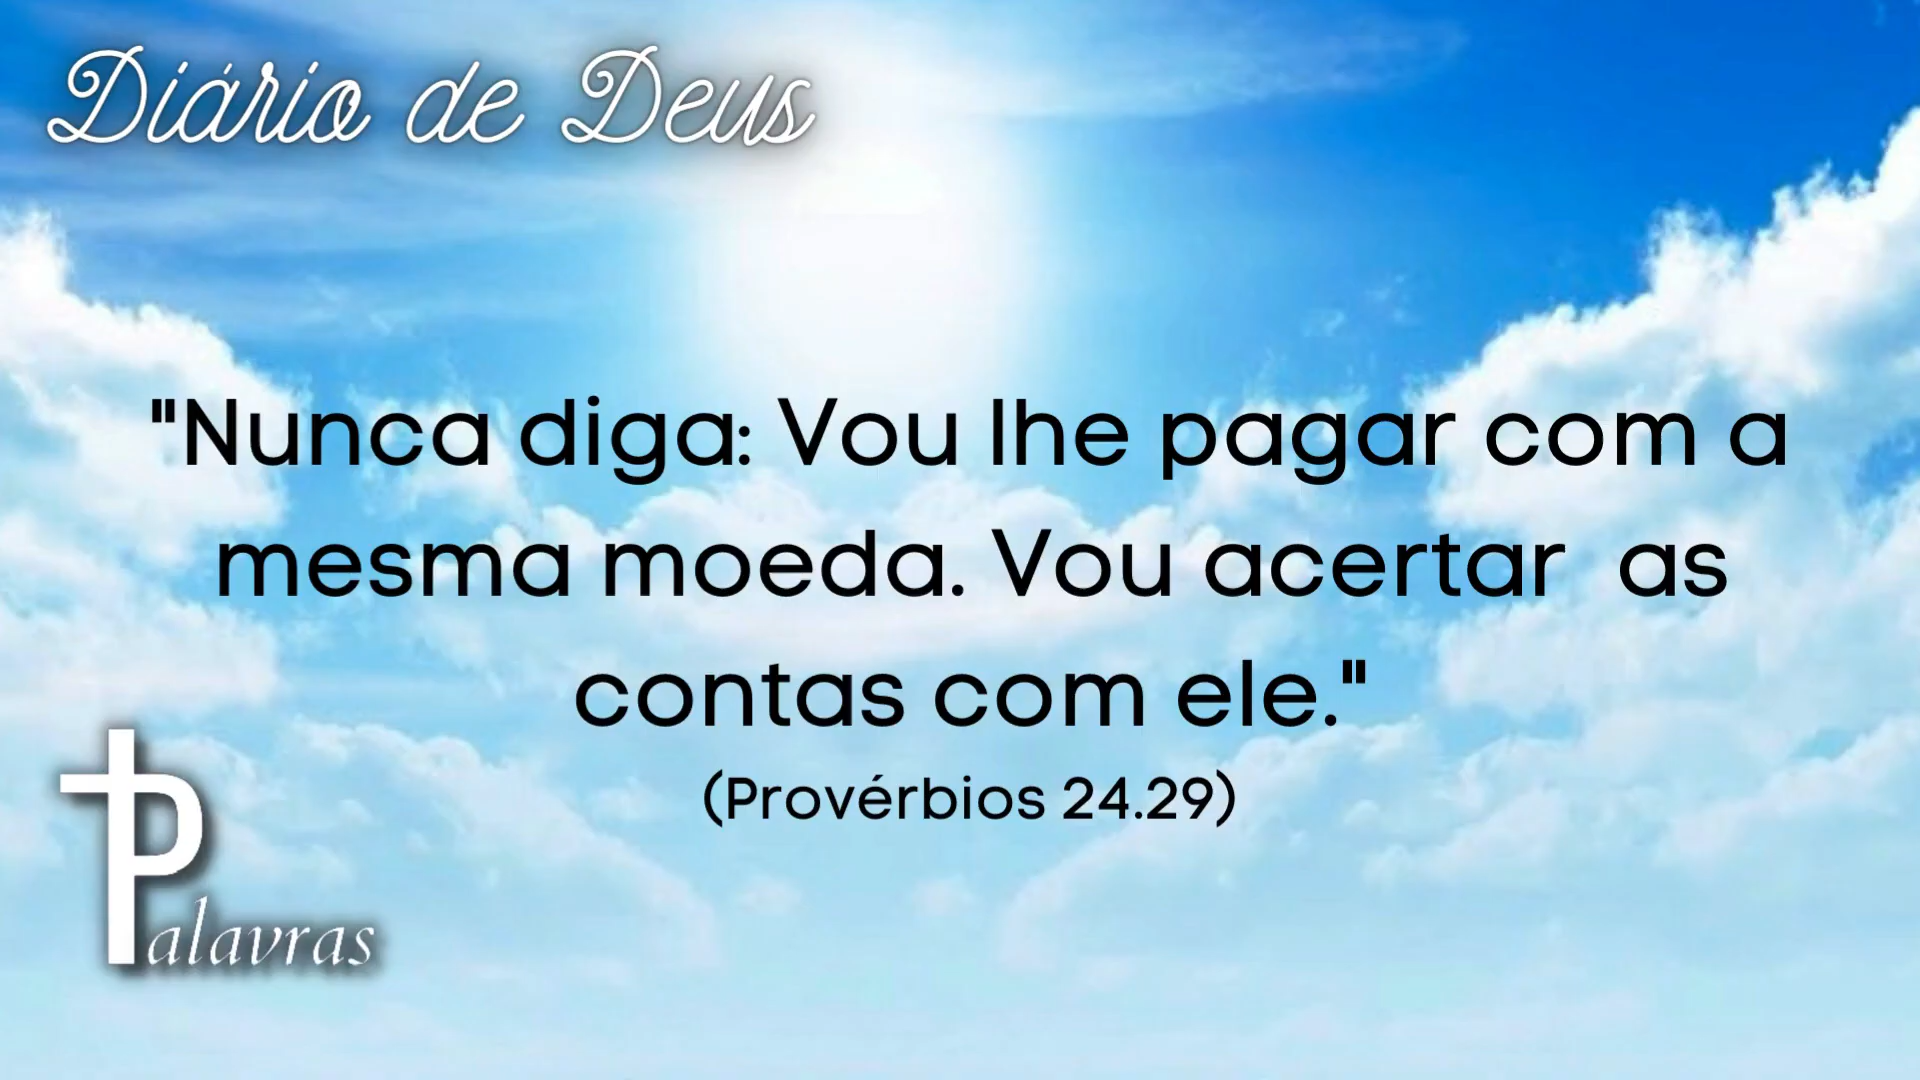 Diário de Deus
"Nunca diga: Vou lhe pagar com a
mesma moeda. Vou acertar  as
contas com ele."
(Provérbios 24.29)
Palavras